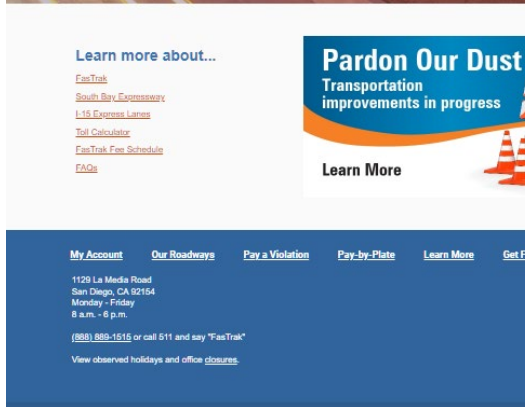 Learn more about...
FasTrak
South Bay Expressway
I-15 Express Lanes
Toll Calculator
FasTrak Fee Schedule
FAQs
Pardon Our Dust
Transportation
improvements in progress
Learn More
My Account Our Roadways Pay a Violation Pay-by-Plate Learn More Get F
1129 La Media Road
San Diego, CA 92154
Monday - Friday
8 a.m. - 6 p.m.
(888) 889-1515 or call 511 and say "FasTrak"
View observed holidays and office closures.